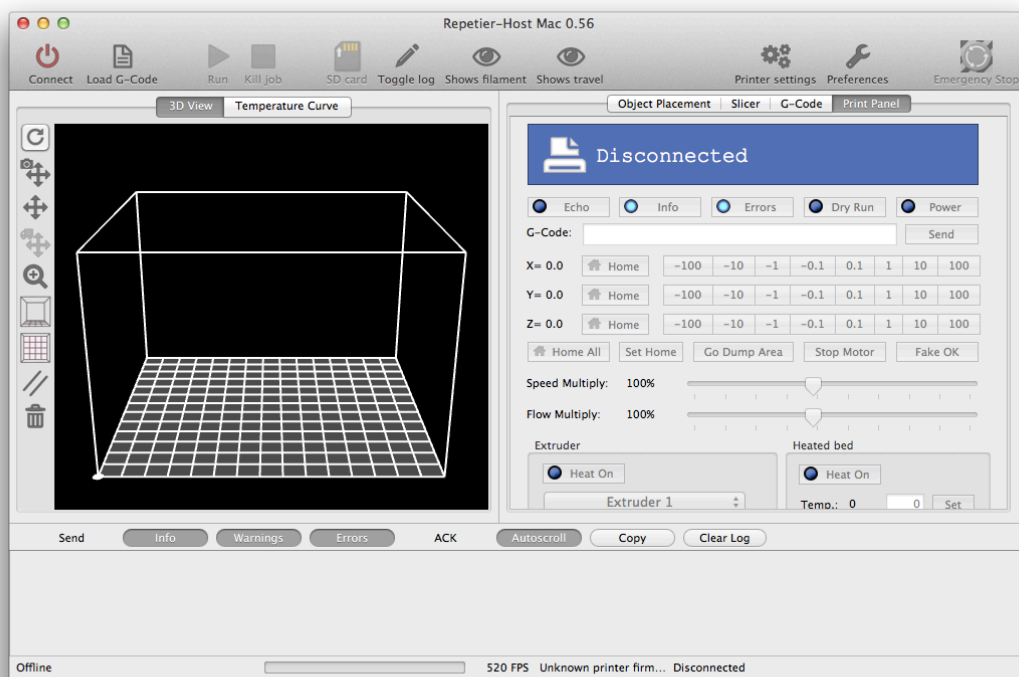 Repetier-Host Mac 0.56
Connect Load G-Code Run Kill job SD card Toggle log Shows filament Shows travel Printer settings Preferences Emergency Stop
3D View Temperature Curve
Object Placement Slicer G-Code Print Panel
Disconnected
Echo Info Errors Dry Run Power
G-Code: Send
X= 0.0 Home -100 -10 -1 -0.1 0.1 1 10 100
Y= 0.0 Home -100 -10 -1 -0.1 0.1 1 10 100
Z= 0.0 Home -100 -10 -1 -0.1 0.1 1 10 100
Home All Set Home Go Dump Area Stop Motor Fake OK
Speed Multiply: 100%
Flow Multiply: 100%
Extruder Heated bed
Heat On Heat On
Extruder 1 Temp.: 0 0 Set
Send Info Warnings Errors ACK Autoscroll Copy Clear Log
Offline 520 FPS Unknown printer firm... Disconnected